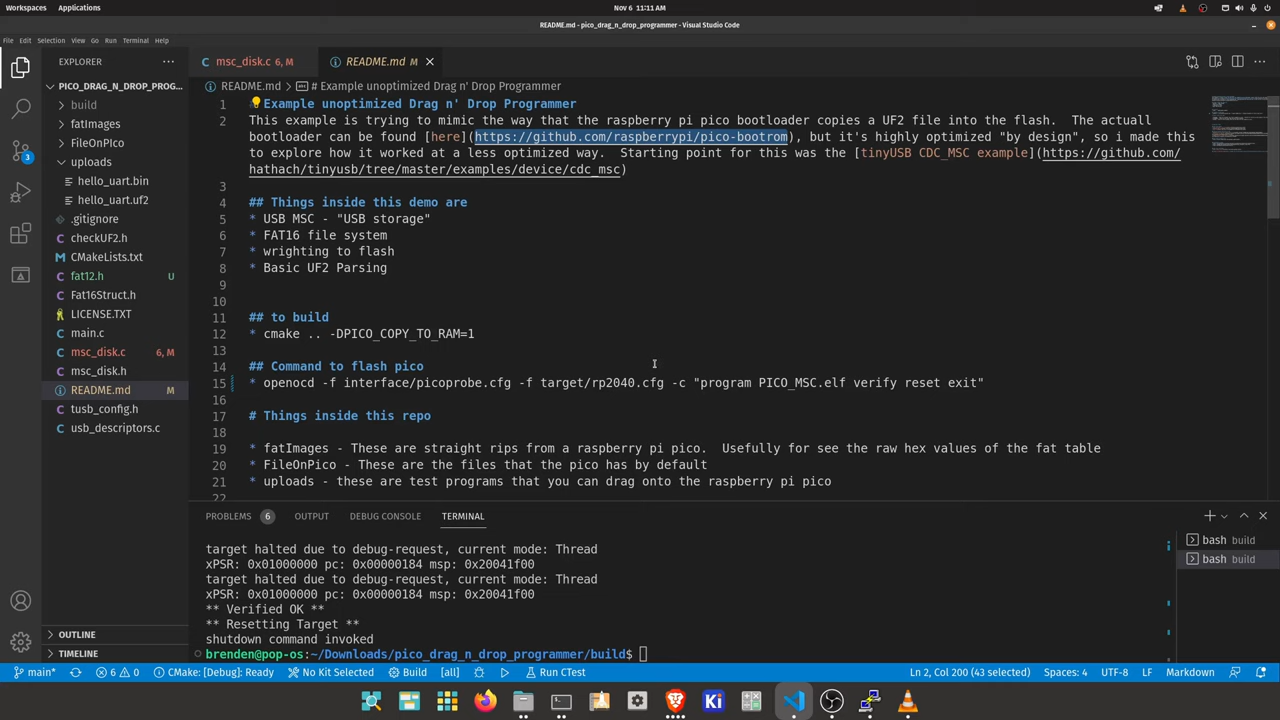 Workspaces Applications Nov 6 11:11 AM
README.md - pico_drag_n_drop_programmer - Visual Studio Code
File Edit Selection View Go Run Terminal Help
EXPLORER
msc_disk.c 6, M
README.md M
PICO_DRAG_N_DROP_PROG...
README.md > # Example unoptimized Drag n' Drop Programmer
build
fatImages
FileOnPIco
uploads
hello_uart.bin
hello_uart.uf2
.gitignore
checkUF2.h
CMakeLists.txt
fat12.h U
Fat16Struct.h
LICENSE.TXT
main.c
msc_disk.c 6, M
msc_disk.h
README.md M
tusb_config.h
usb_descriptors.c
OUTLINE
TIMELINE
3
1 # Example unoptimized Drag n' Drop Programmer
2 This example is trying to mimic the way that the raspberry pi pico bootloader copies a UF2 file into the flash. The actuall
bootloader can be found [here](https://github.com/raspberrypi/pico-bootrom), but it's highly optimized "by design", so i made this
to explore how it worked at a less optimized way. Starting point for this was the [tinyUSB CDC_MSC example](https://github.com/
hathach/tinyusb/tree/master/examples/device/cdc_msc)
3
4 ## Things inside this demo are
5 * USB MSC - "USB storage"
6 * FAT16 file system
7 * wrighting to flash
8 * Basic UF2 Parsing
9
10
11 ## to build
12 * cmake .. -DPICO_COPY_TO_RAM=1
13
14 ## Command to flash pico
15 * openocd -f interface/picoprobe.cfg -f target/rp2040.cfg -c "program PICO_MSC.elf verify reset exit"
16
17 # Things inside this repo
18
19 * fatImages - These are straight rips from a raspberry pi pico. Usefully for see the raw hex values of the fat table
20 * FileOnPico - These are the files that the pico has by default
21 * uploads - these are test programs that you can drag onto the raspberry pi pico
22
PROBLEMS 6 OUTPUT DEBUG CONSOLE TERMINAL
target halted due to debug-request, current mode: Thread
xPSR: 0x01000000 pc: 0x00000184 msp: 0x20041f00
target halted due to debug-request, current mode: Thread
xPSR: 0x01000000 pc: 0x00000184 msp: 0x20041f00
** Verified OK **
** Resetting Target **
shutdown command invoked
brenden@pop-os:~/Downloads/pico_drag_n_drop_programmer/build$
bash build
bash build
main* 6 0 CMake: [Debug]: Ready No Kit Selected Build [all] Run CTest Ln 2, Col 200 (43 selected) Spaces: 4 UTF-8 LF Markdown
Ki